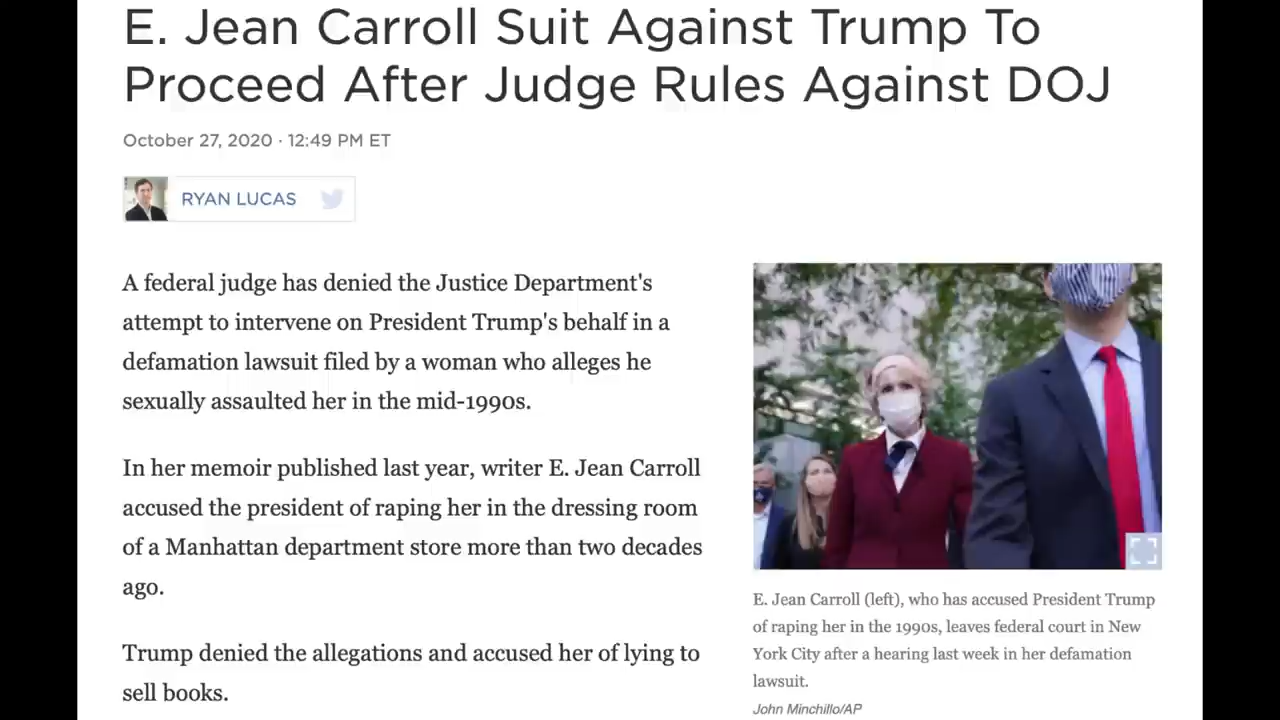 E. Jean Carroll Suit Against Trump To
Proceed After Judge Rules Against DOJ
October 27, 2020 · 12:49 PM ET
RYAN LUCAS
A federal judge has denied the Justice Department's
attempt to intervene on President Trump's behalf in a
defamation lawsuit filed by a woman who alleges he
sexually assaulted her in the mid-1990s.
In her memoir published last year, writer E. Jean Carroll
accused the president of raping her in the dressing room
of a Manhattan department store more than two decades
ago.
Trump denied the allegations and accused her of lying to
sell books.
E. Jean Carroll (left), who has accused President Trump
of raping her in the 1990s, leaves federal court in New
York City after a hearing last week in her defamation
lawsuit.
John Minchillo/AP